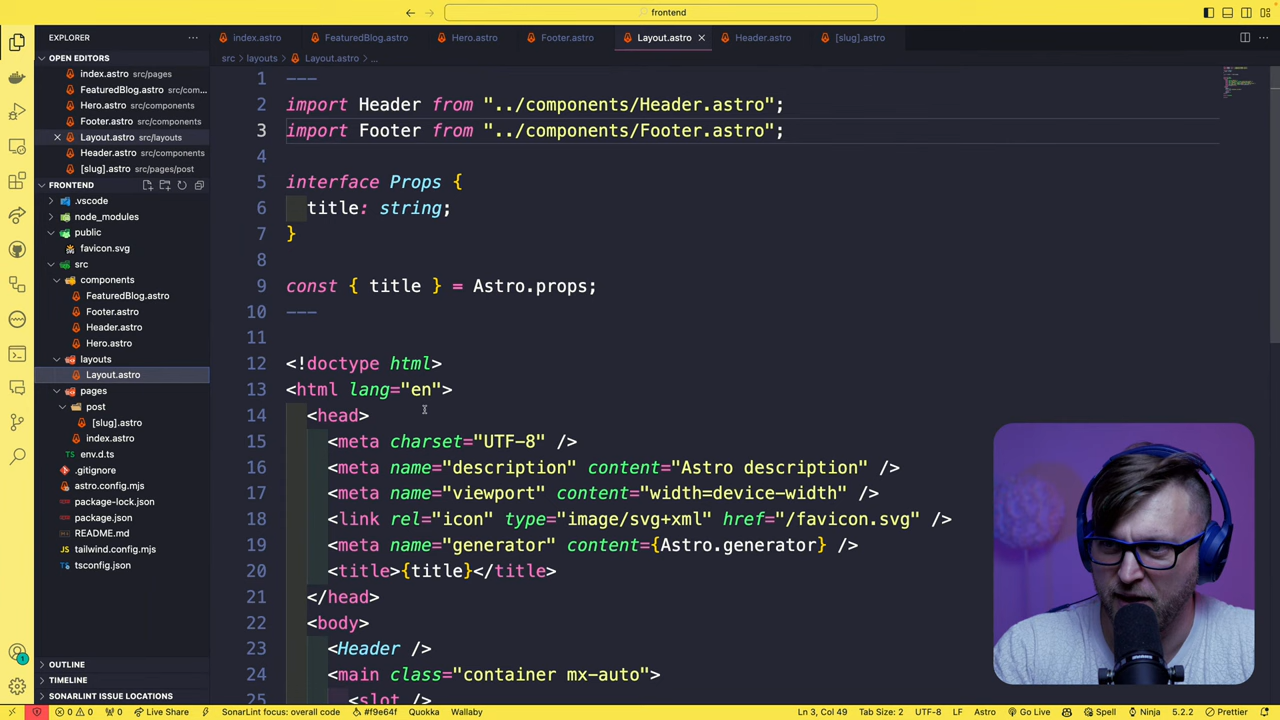 frontend
EXPLORER
OPEN EDITORS
index.astro src/pages
FeaturedBlog.astro src/com...
Hero.astro src/components
Footer.astro src/components
Layout.astro src/layouts
Header.astro src/components
[slug].astro src/pages/post
FRONTEND
.vscode
node_modules
public
favicon.svg
src
components
FeaturedBlog.astro
Footer.astro
Header.astro
Hero.astro
layouts
Layout.astro
pages
post
[slug].astro
index.astro
env.d.ts
.gitignore
astro.config.mjs
package-lock.json
package.json
README.md
tailwind.config.mjs
tsconfig.json
OUTLINE
TIMELINE
SONARLINT ISSUE LOCATIONS
index.astro FeaturedBlog.astro Hero.astro Footer.astro Layout.astro Header.astro [slug].astro
src > layouts > Layout.astro > ...
1 ---
2 import Header from "../components/Header.astro";
3 import Footer from "../components/Footer.astro";
4
5 interface Props {
6 title: string;
7 }
8
9 const { title } = Astro.props;
10 ---
11
12 <!doctype html>
13 <html lang="en">
14 <head>
15 <meta charset="UTF-8" />
16 <meta name="description" content="Astro description" />
17 <meta name="viewport" content="width=device-width" />
18 <link rel="icon" type="image/svg+xml" href="/favicon.svg" />
19 <meta name="generator" content={Astro.generator} />
20 <title>{title}</title>
21 </head>
22 <body>
23 <Header />
24 <main class="container mx-auto">
25 <slot />
0 0 0 Live Share SonarLint focus: overall code #f9e64f Quokka Wallaby Ln 3, Col 49 Tab Size: 2 UTF-8 LF Astro Go Live Spell Ninja 5.2.2 Prettier